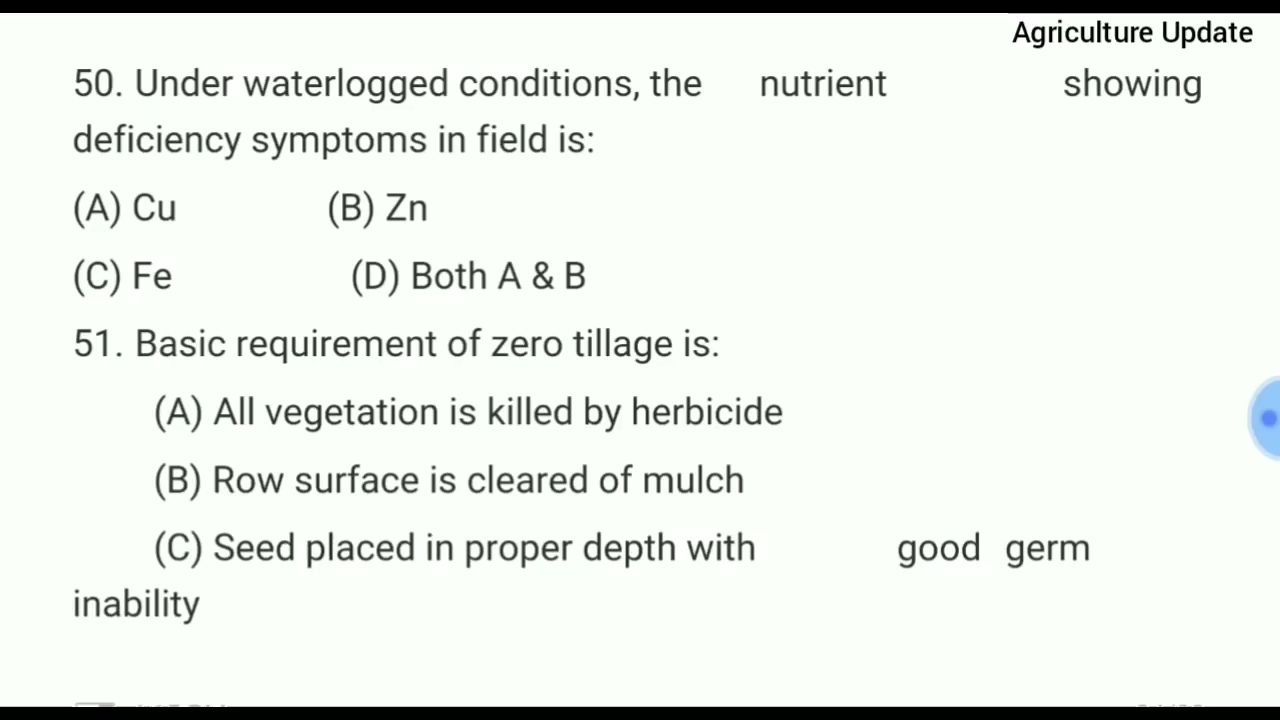 Agriculture Update
50. Under waterlogged conditions, the nutrient showing
deficiency symptoms in field is:
(A) Cu (B) Zn
(C) Fe (D) Both A & B
51. Basic requirement of zero tillage is:
(A) All vegetation is killed by herbicide
(B) Row surface is cleared of mulch
(C) Seed placed in proper depth with good germ
inability